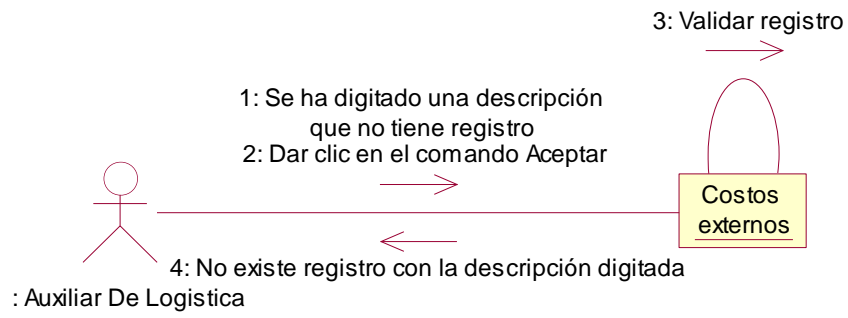 3: Validar registro
1: Se ha digitado una descripción
que no tiene registro
2: Dar clic en el comando Aceptar
Costos
externos
4: No existe registro con la descripción digitada
: Auxiliar De Logistica